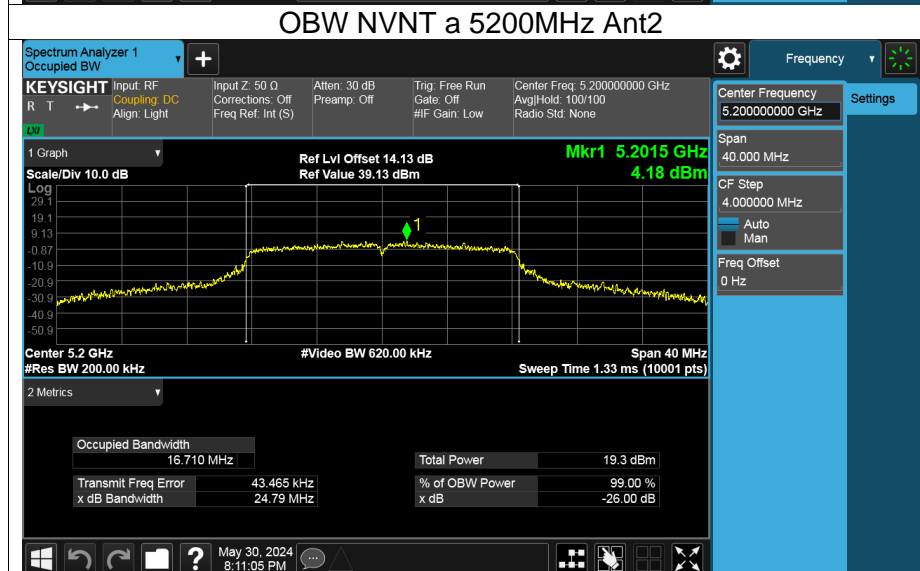 OBW NVNT a 5200MHz Ant2
Spectrum Analyzer 1
Occupied BW
+
Frequency
KEYSIGHT
R T
LXI
Input: RF
Coupling: DC
Align: Light
Input Z: 50 Ω
Corrections: Off
Freq Ref: Int (S)
Atten: 30 dB
Preamp: Off
Trig: Free Run
Gate: Off
#IF Gain: Low
Center Freq: 5.200000000 GHz
Avg|Hold: 100/100
Radio Std: None
Center Frequency
5.200000000 GHz
Settings
Span
40.000 MHz
CF Step
4.000000 MHz
Auto
Man
Freq Offset
0 Hz
1 Graph
Scale/Div 10.0 dB
Ref Lvl Offset 14.13 dB
Ref Value 39.13 dBm
Mkr1 5.2015 GHz
4.18 dBm
Log
29.1
19.1
9.13
-0.87
-10.9
-20.9
-30.9
-40.9
-50.9
1
Center 5.2 GHz
#Video BW 620.00 kHz
Span 40 MHz
#Res BW 200.00 kHz
Sweep Time 1.33 ms (10001 pts)
2 Metrics
Occupied Bandwidth
16.710 MHz
Total Power 19.3 dBm
Transmit Freq Error 43.465 kHz
% of OBW Power 99.00 %
x dB Bandwidth 24.79 MHz
x dB -26.00 dB
?
May 30, 2024
8:11:05 PM